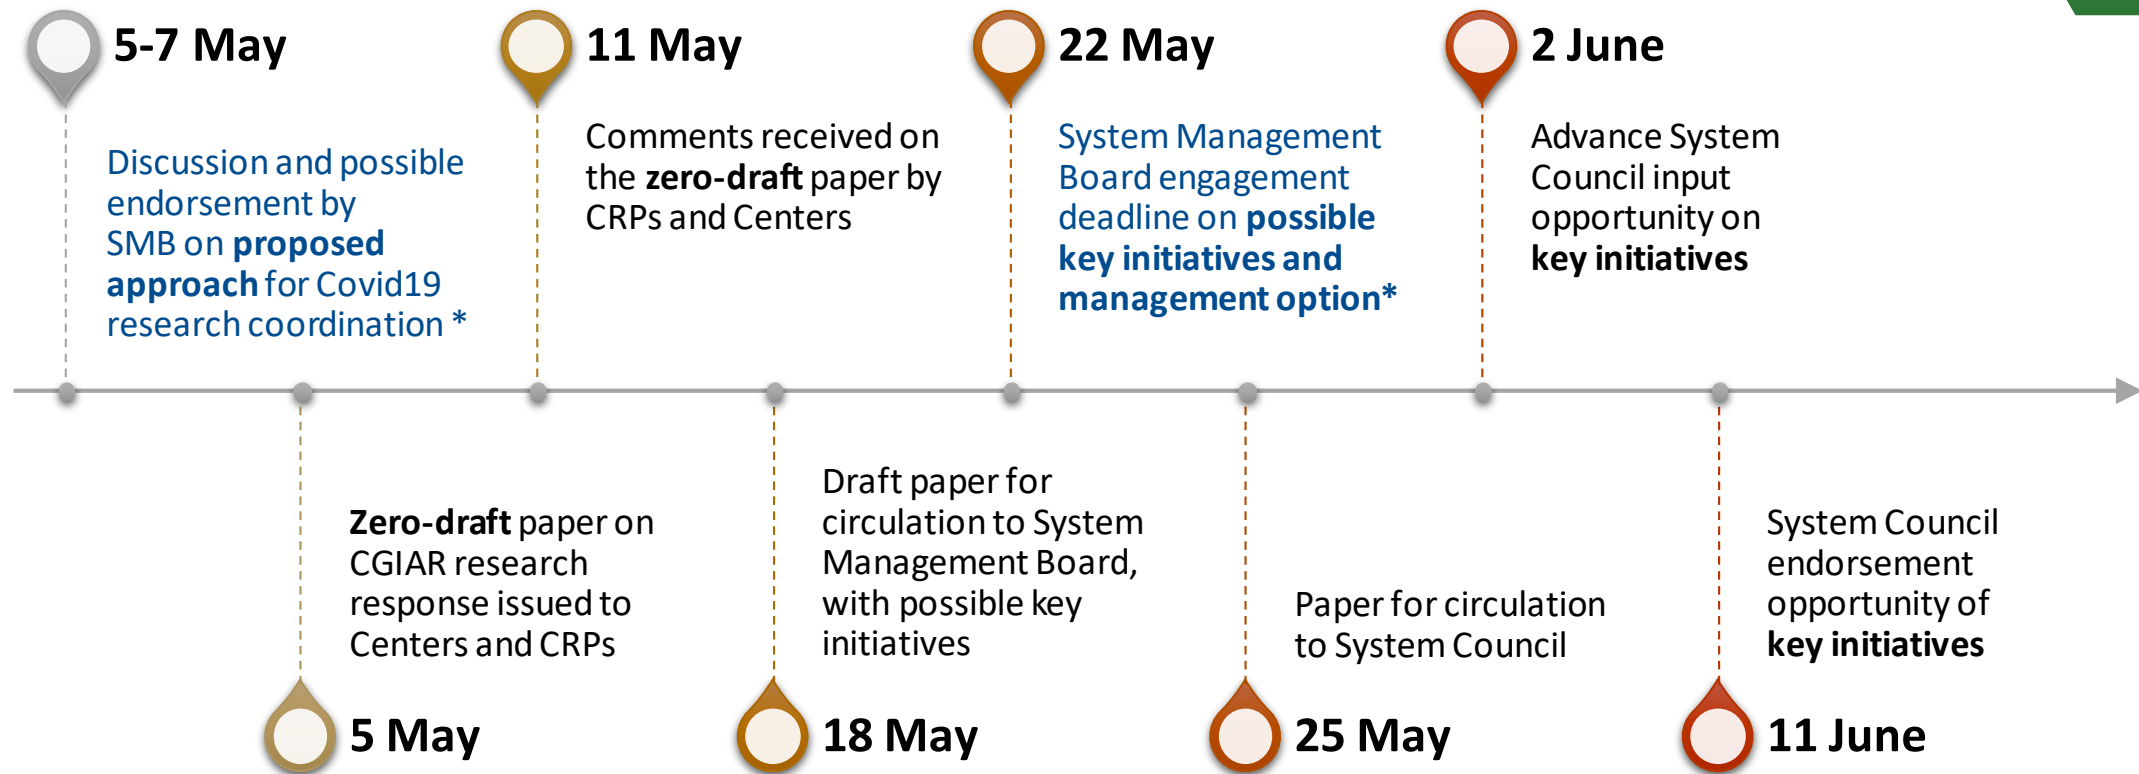 5-7 May
Discussion and possible
endorsement by
SMB on proposed
approach for Covid19
research coordination *
11 May
Comments received on
the zero-draft paper by
CRPs and Centers
22 May
System Management
Board engagement
deadline on possible
key initiatives and
management option*
2 June
Advance System
Council input
opportunity on
key initiatives
Zero-draft paper on
CGIAR research
response issued to
Centers and CRPs
5 May
Draft paper for
circulation to System
Management Board,
with possible key
initiatives
18 May
Paper for circulation
to System Council
25 May
System Council
endorsement
opportunity of
key initiatives
11 June